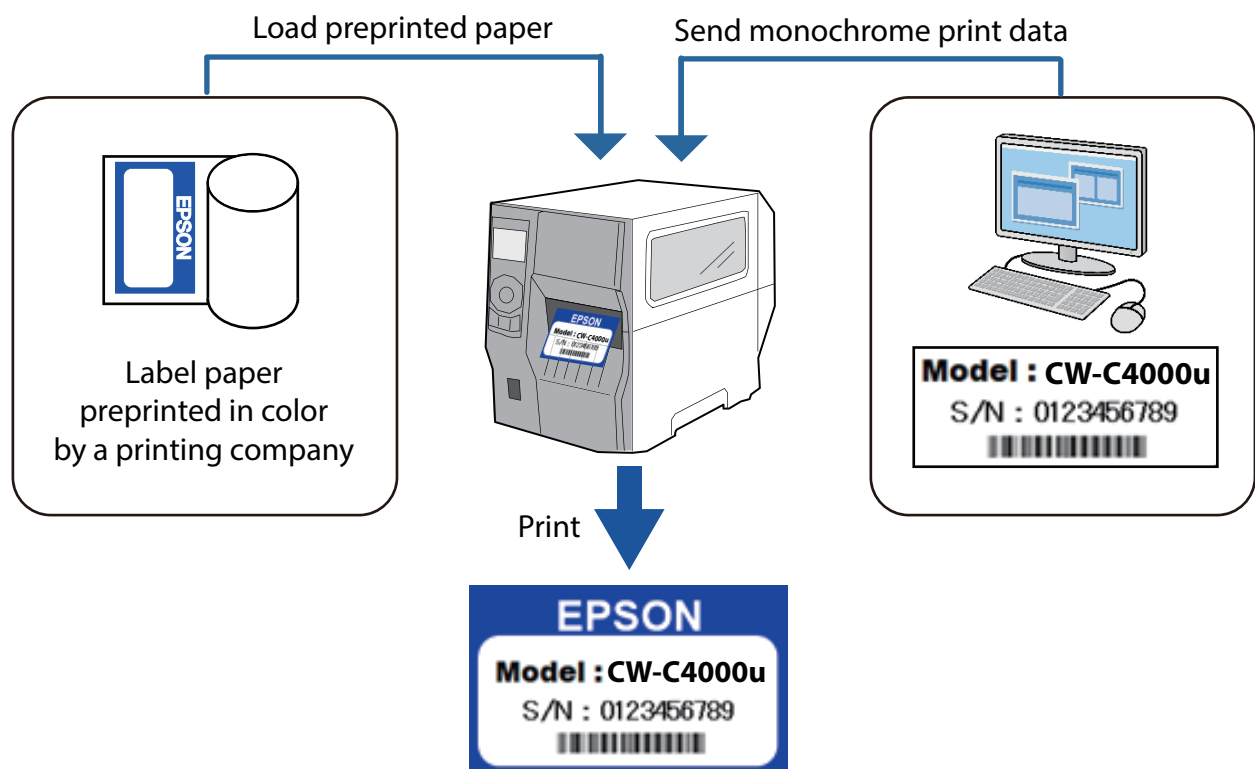 Load preprinted paper
Send monochrome print data
EPSON
Label paper
preprinted in color
by a printing company
EPSON
Model : CW-C4000u
S/N : 0123456789
Model : CW-C4000u
S/N : 0123456789
Print
EPSON
Model : CW-C4000u
S/N : 0123456789